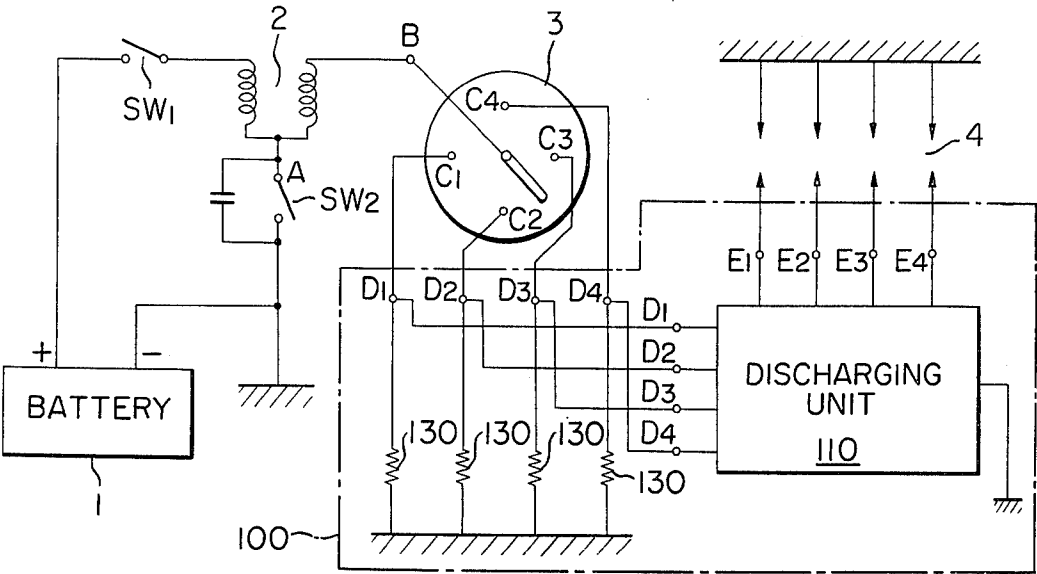 2
3
B
SW1
C4
C3
4
C1
A
SW2
C2
E1 E2 E3 E4
D1 D2 D3 D4
D1
+ −
D2
BATTERY
D3
DISCHARGING
UNIT
D4
110
130 130 130
130
1
100